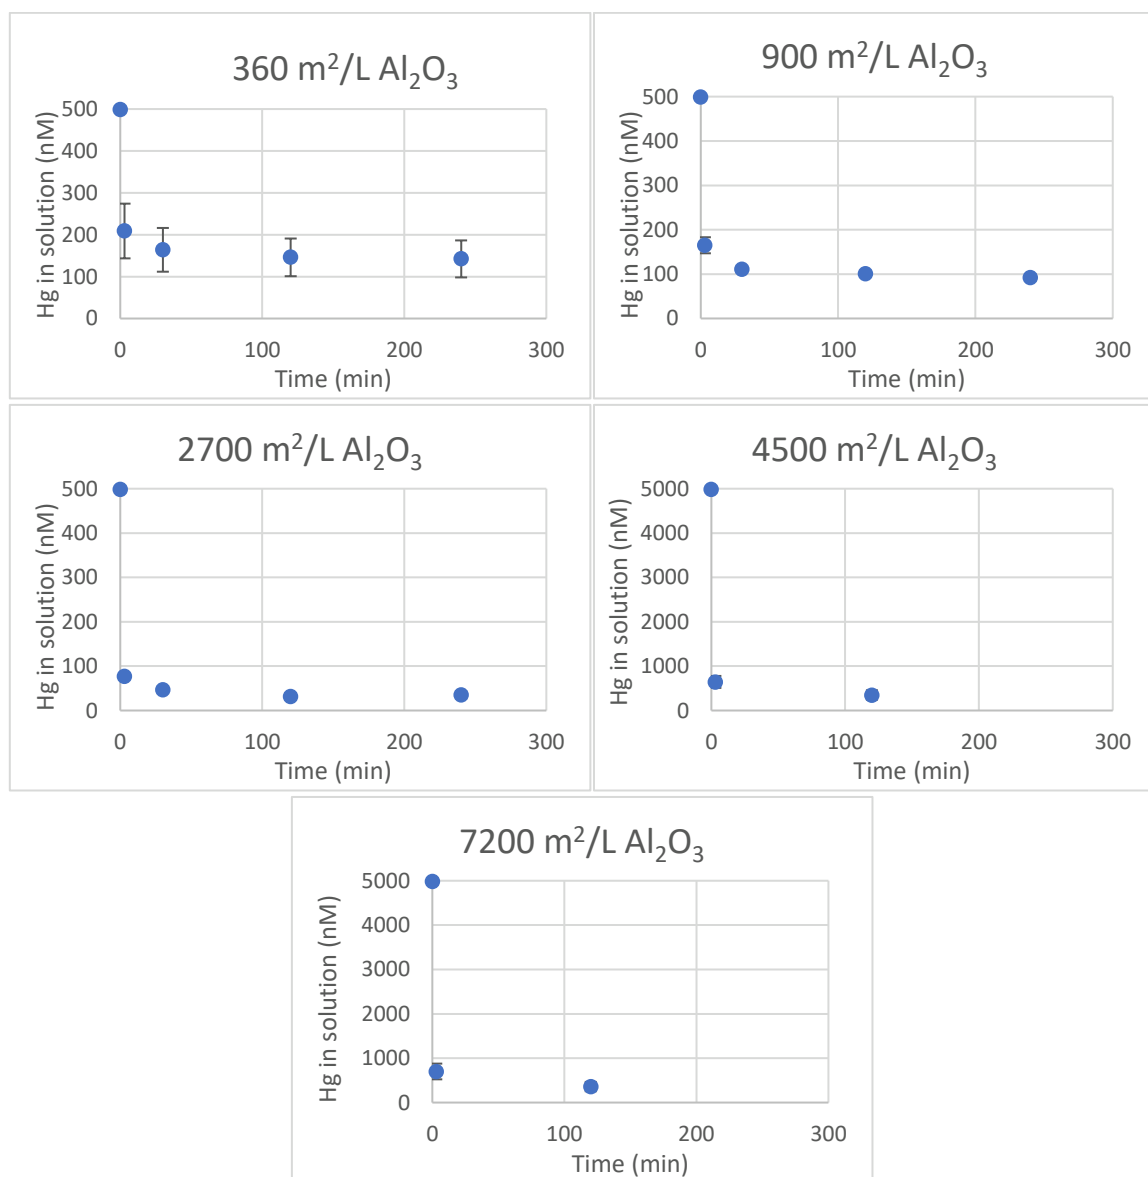 360 m²/L Al₂O₃
Hg in solution (nM)
500
400
300
200
100
0
0 100 200 300
Time (min)
900 m²/L Al₂O₃
Hg in solution (nM)
500
400
300
200
100
0
0 100 200 300
Time (min)
2700 m²/L Al₂O₃
Hg in solution (nM)
500
400
300
200
100
0
0 100 200 300
Time (min)
4500 m²/L Al₂O₃
Hg in solution (nM)
5000
4000
3000
2000
1000
0
0 100 200 300
Time (min)
7200 m²/L Al₂O₃
Hg in solution (nM)
5000
4000
3000
2000
1000
0
0 100 200 300
Time (min)